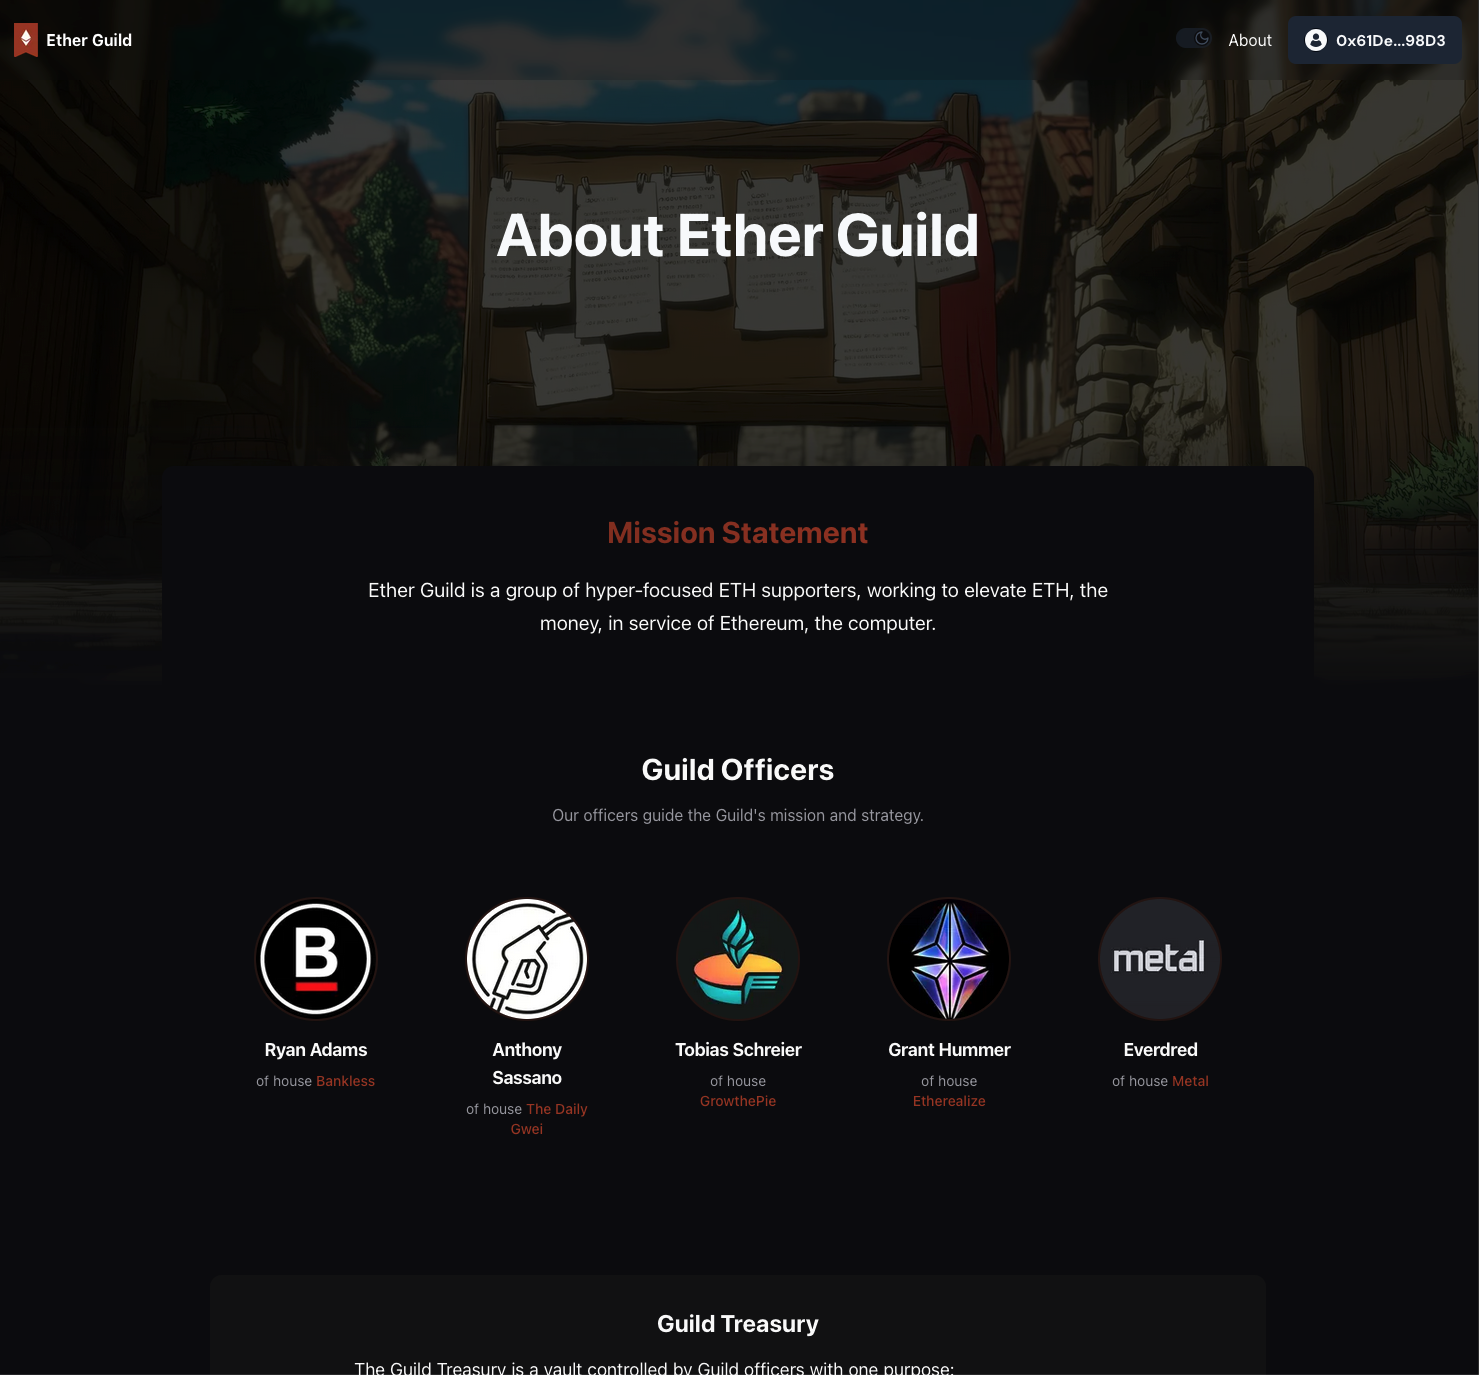 Ether Guild
About
0x61De...98D3
About Ether Guild
Mission Statement
Ether Guild is a group of hyper-focused ETH supporters, working to elevate ETH, the
money, in service of Ethereum, the computer.
Guild Officers
Our officers guide the Guild's mission and strategy.
B
metal
Ryan Adams
of house Bankless
Anthony
Sassano
of house The Daily
Gwei
Tobias Schreier
of house
GrowthePie
Grant Hummer
of house
Etherealize
Everdred
of house Metal
Guild Treasury
The Guild Treasury is a vault controlled by Guild officers with one purpose: